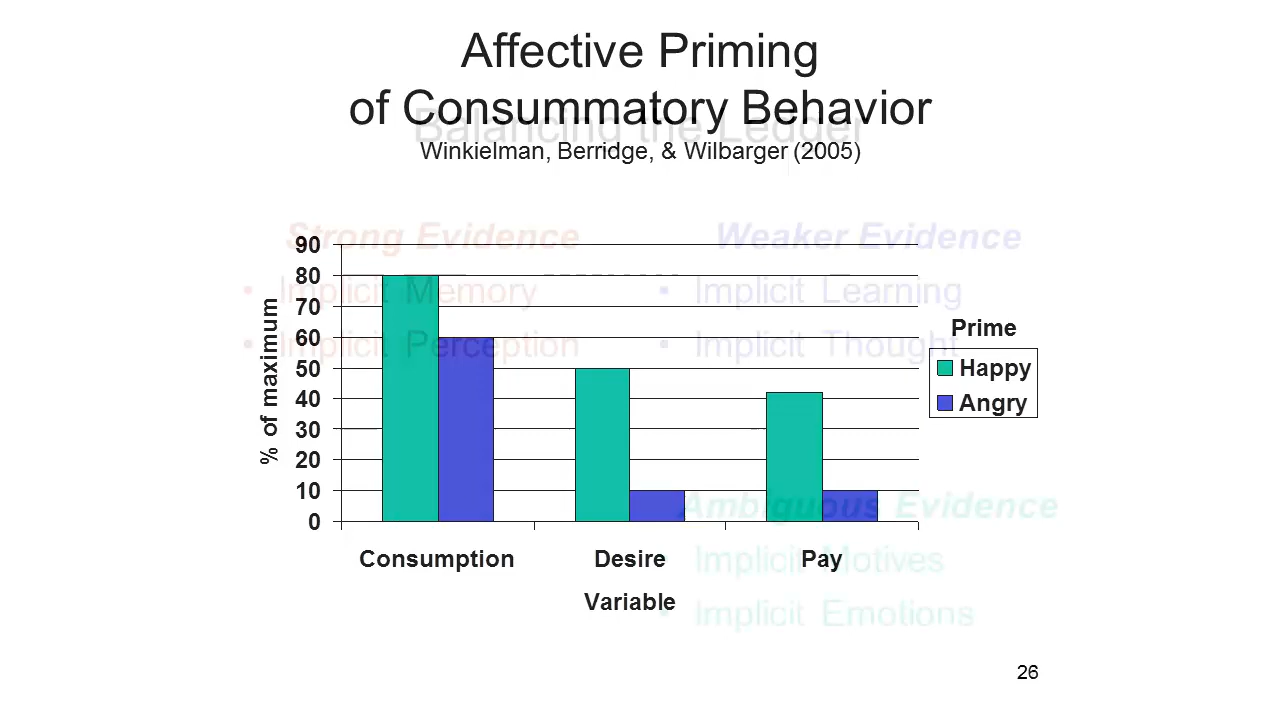 Affective Priming
of Consummatory Behavior
Balancing the Ledger
Winkielman, Berridge, & Wilbarger (2005)
Strong Evidence
Weaker Evidence
• Implicit Memory
• Implicit Learning
• Implicit Perception
• Implicit Thought
% of maximum
90
80
70
60
50
40
30
20
10
0
Prime
Happy
Angry
Ambiguous Evidence
• Implicit Motives
• Implicit Emotions
Consumption
Desire
Pay
Variable
26